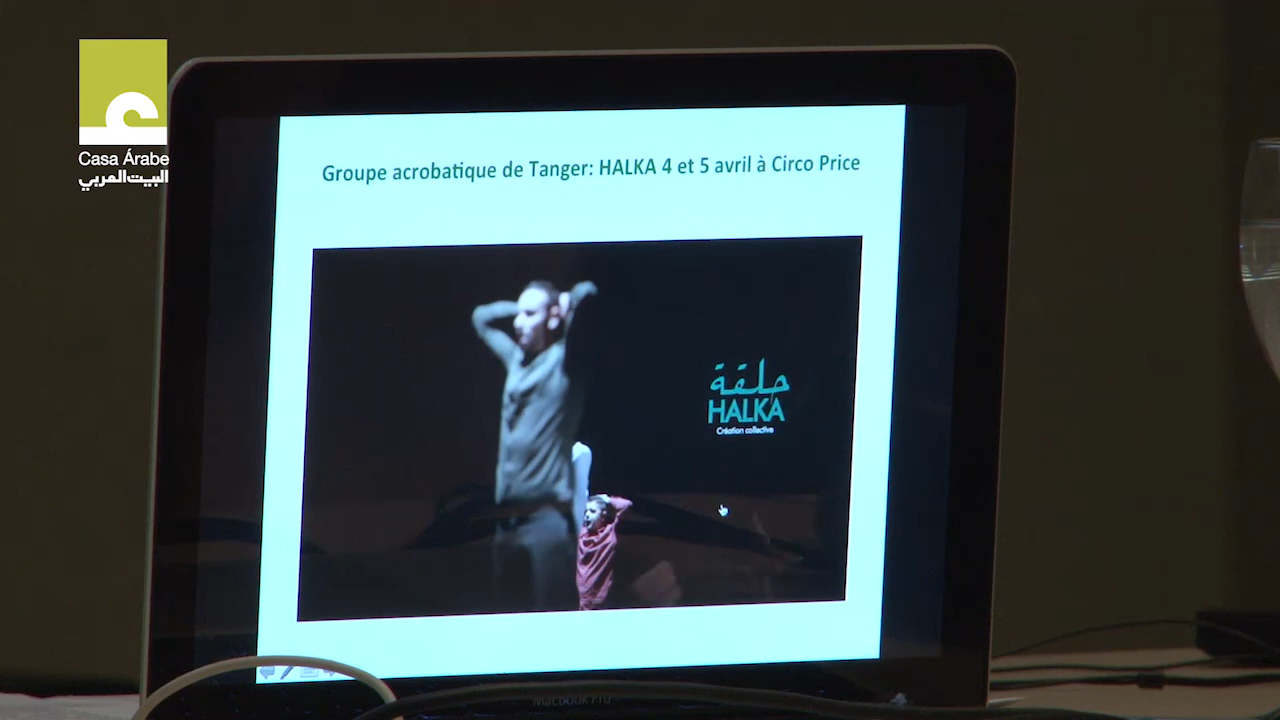 Casa Árabe
البيت العربي
Groupe acrobatique de Tanger: HALKA 4 et 5 avril à Circo Price
حلقة
HALKA
Création collective
MacBook Pro